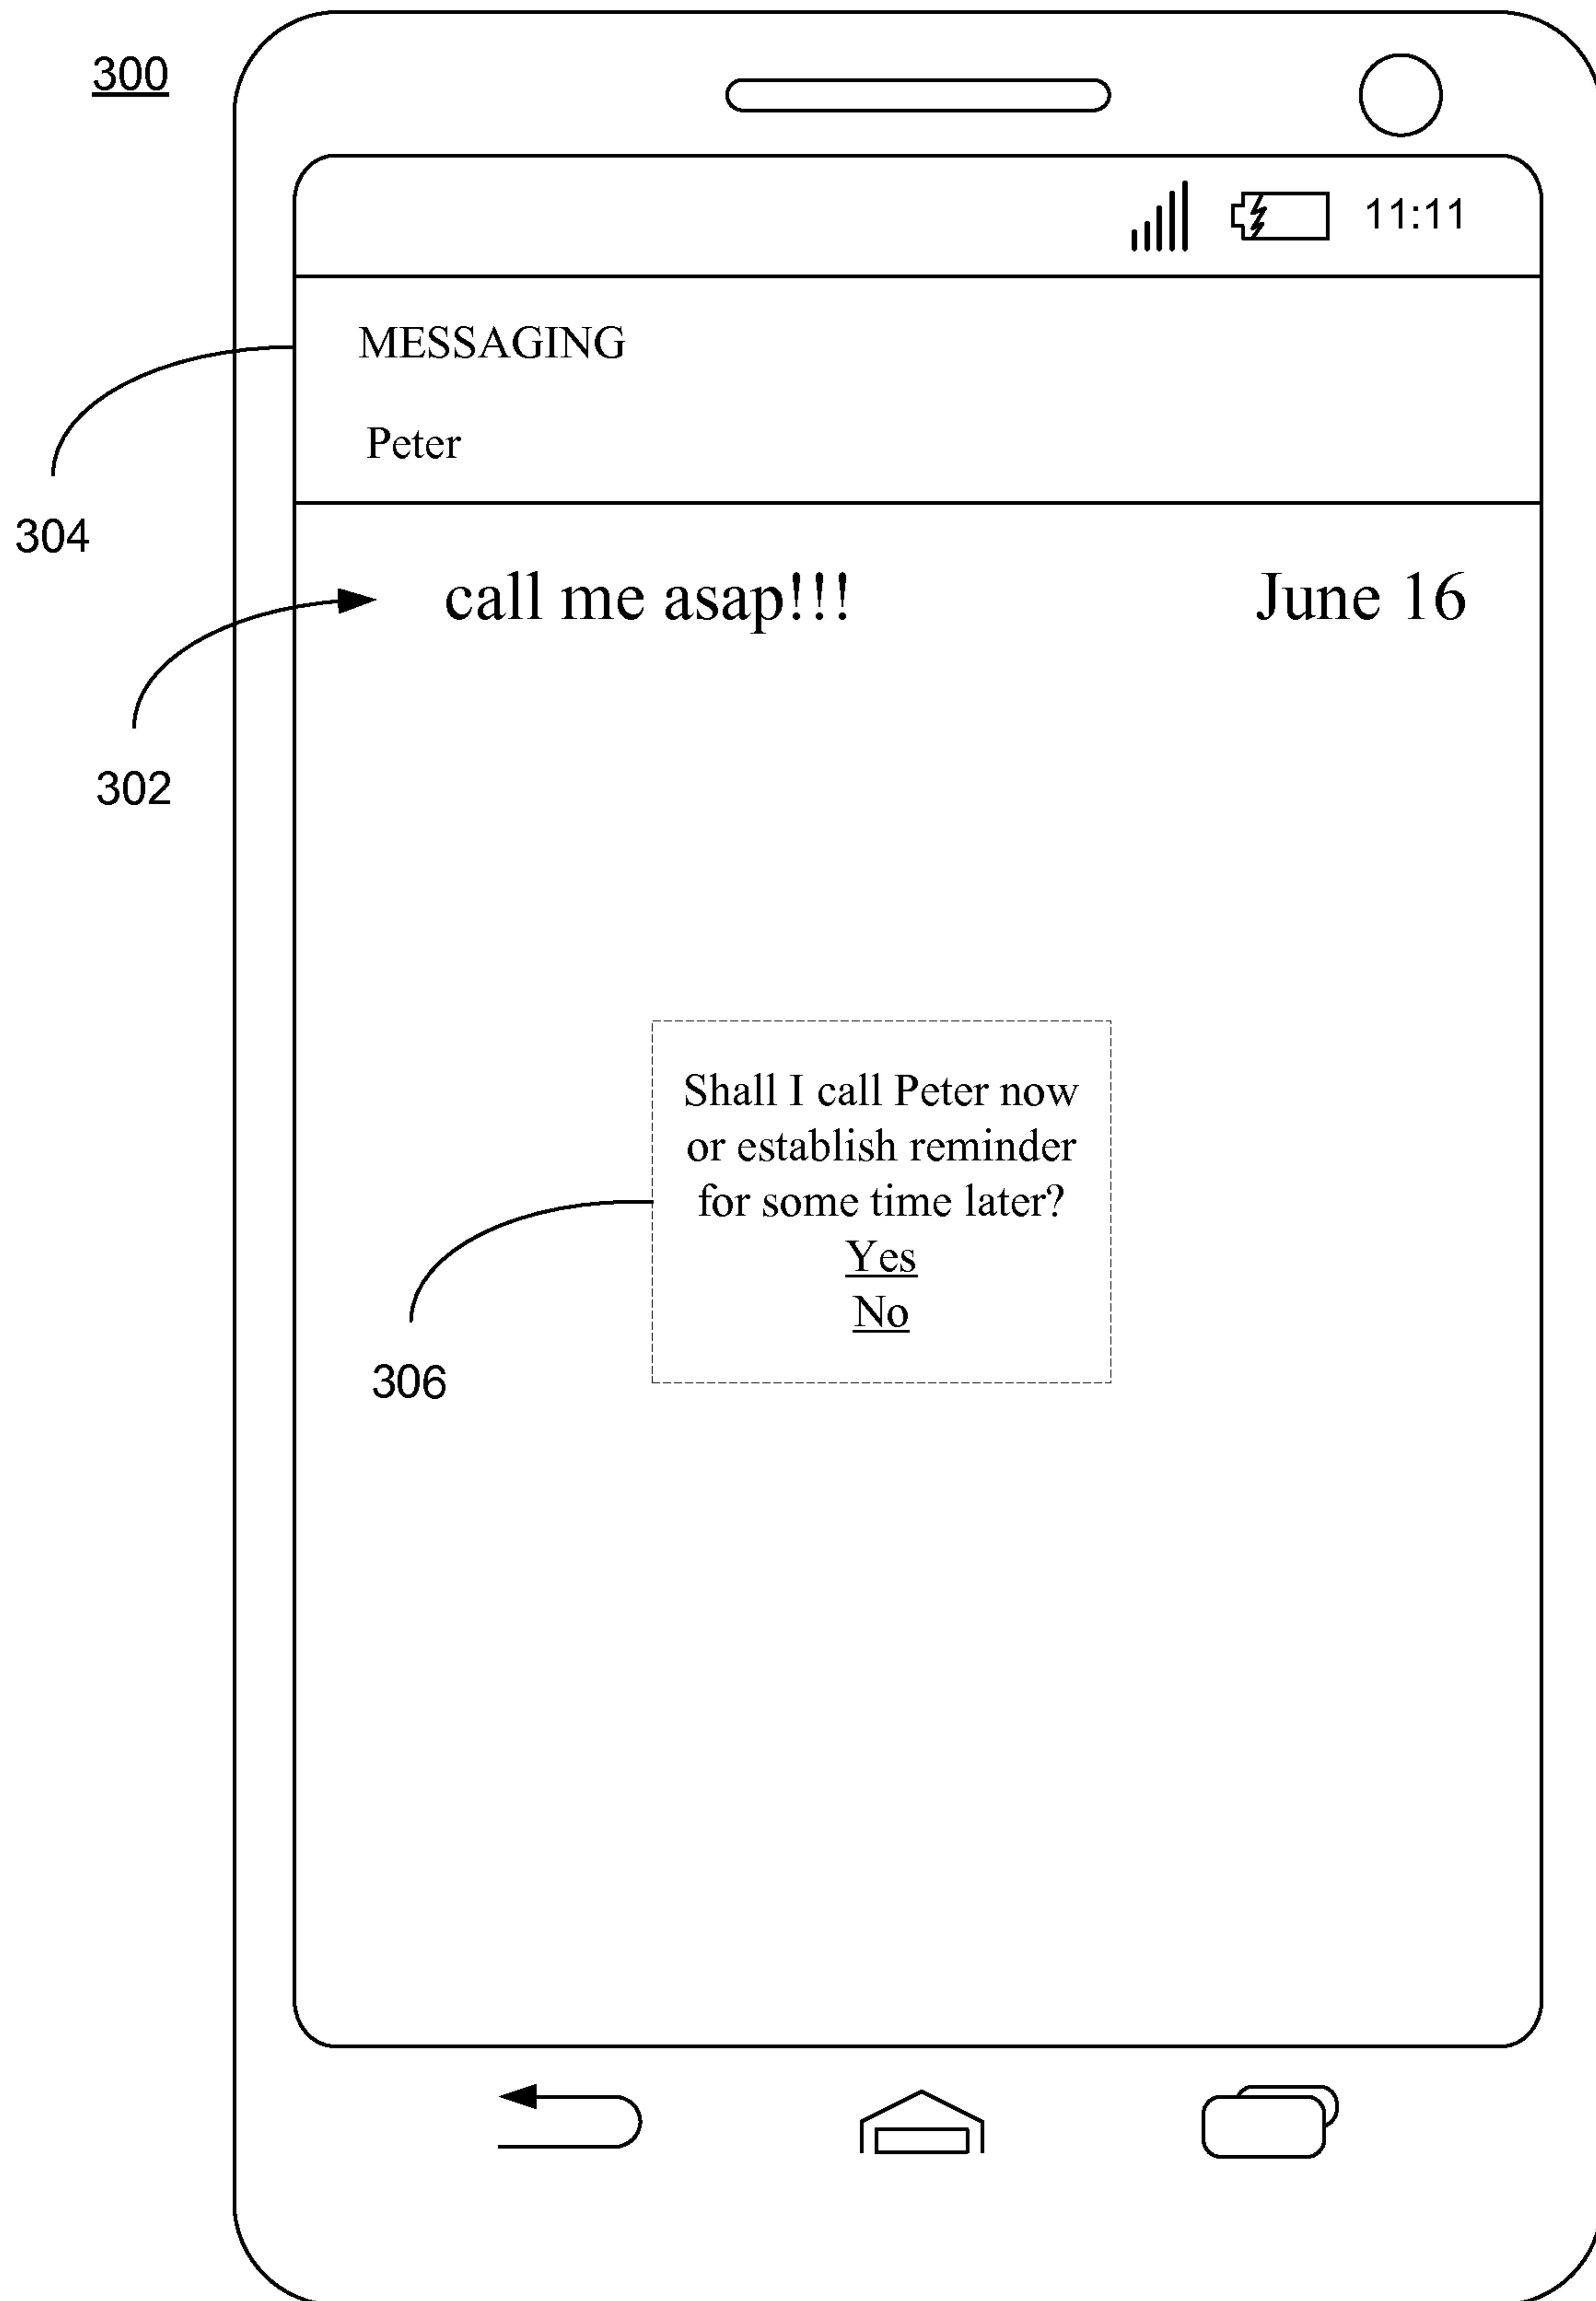 300
11:11
MESSAGING
Peter
304
call me asap!!! June 16
302
Shall I call Peter now
or establish reminder
for some time later?
Yes
No
306